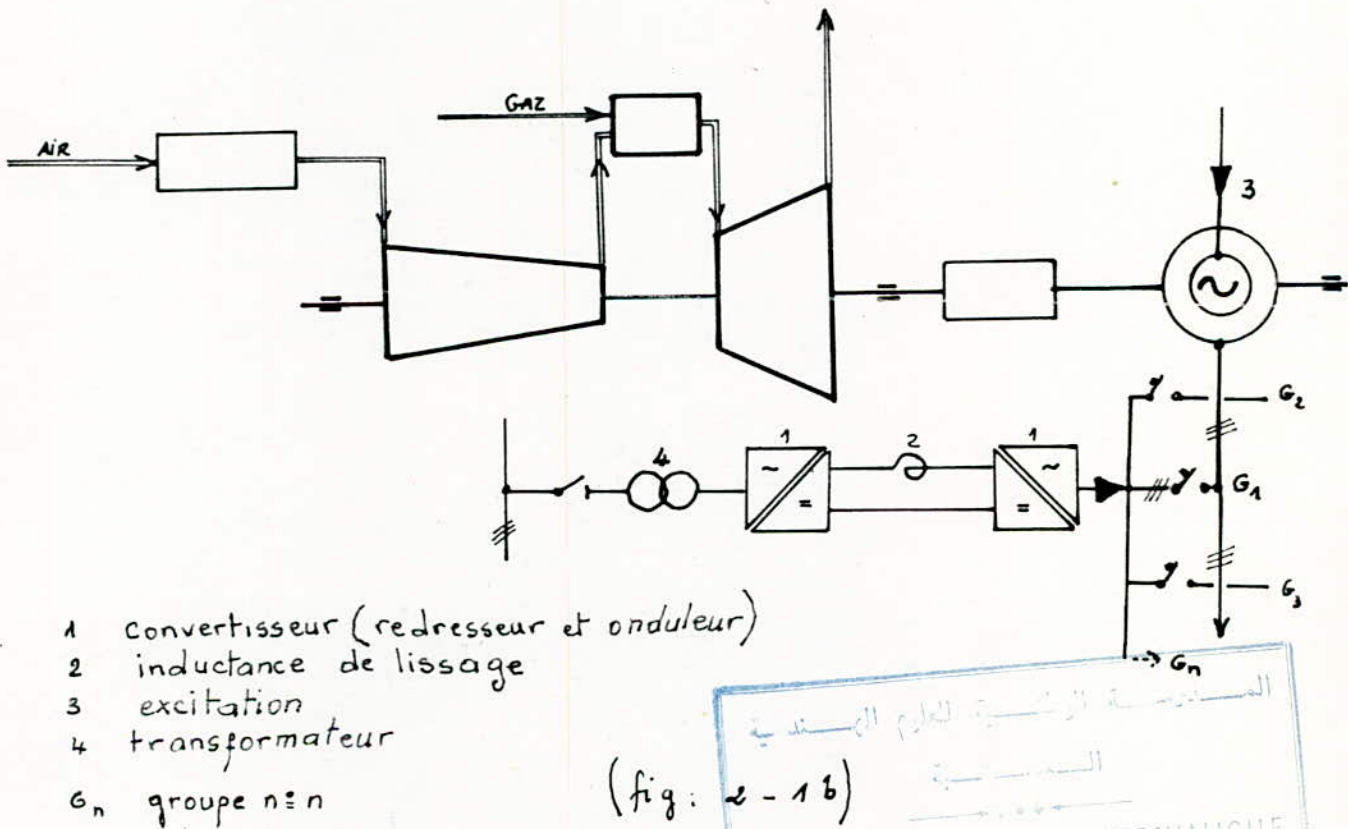 GAZ
AIR
3
G₂
4
1
2
1
G₁
G₃
Gₙ
~
~
=
~
=
1 convertisseur (redresseur et onduleur)
2 inductance de lissage
3 excitation
4 transformateur
Gₙ groupe n° n
(fig: 2 - 1 b)